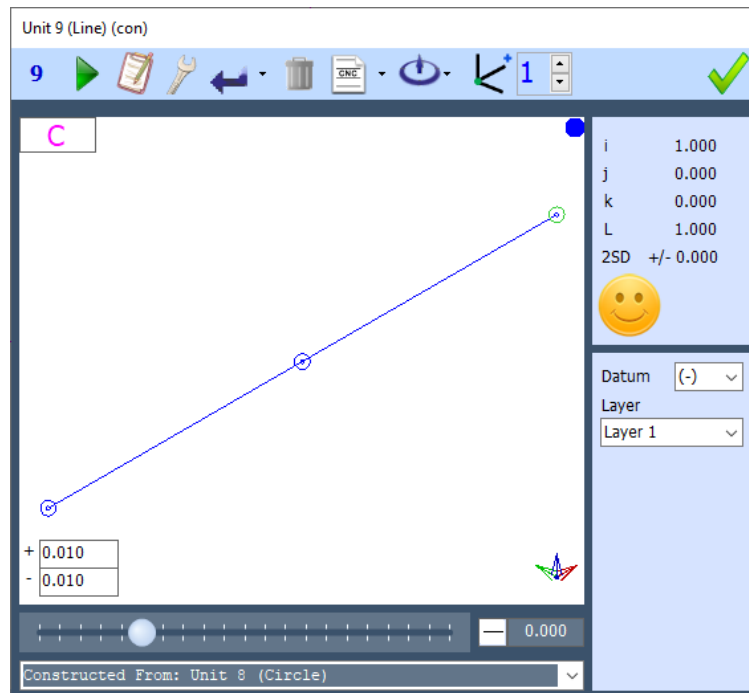 Unit 9 (Line) (con)
9
CNC
1
C
i 1.000
j 0.000
k 0.000
L 1.000
2SD +/- 0.000
Datum (-)
Layer
Layer 1
+ 0.010
- 0.010
0.000
Constructed From: Unit 8 (Circle)